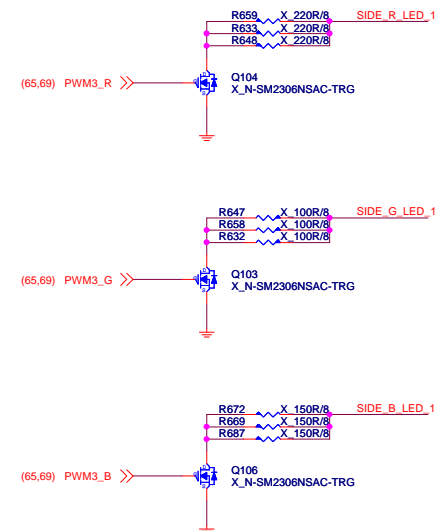 R659 X_220R/8 SIDE_R_LED_1
R633 X_220R/8
R648 X_220R/8
D
G
S
Q104
(65,69) PWM3_R
X_N-SM2306NSAC-TRG
R647 X_100R/8 SIDE_G_LED_1
R658 X_100R/8
R632 X_100R/8
D
G
S
Q103
(65,69) PWM3_G
X_N-SM2306NSAC-TRG
R672 X_150R/8 SIDE_B_LED_1
R669 X_150R/8
R687 X_150R/8
D
G
S
Q106
(65,69) PWM3_B
X_N-SM2306NSAC-TRG